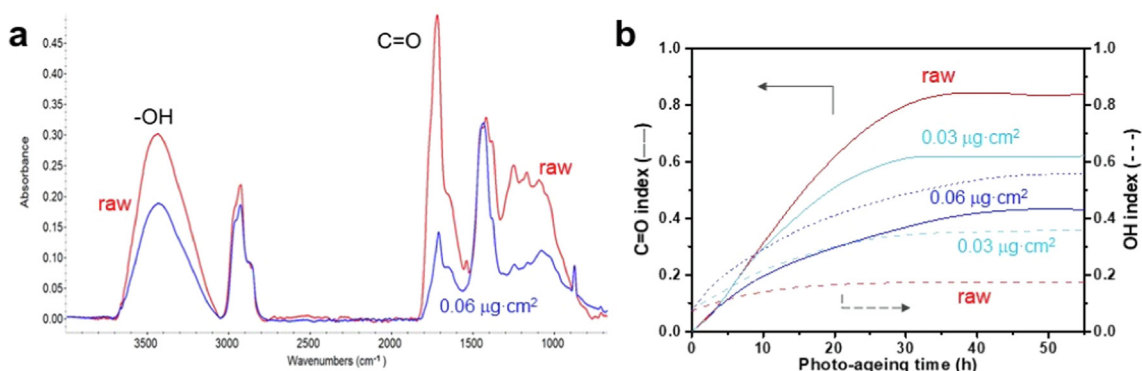 a
C=O
-OH
raw
raw
0.06 µg·cm²
Absorbance
0.45
0.40
0.35
0.30
0.25
0.20
0.15
0.10
0.05
0.00
3500
3000
2500
2000
1500
1000
Wavenumbers (cm⁻¹)
b
C=O index (——)
1.0
0.8
0.6
0.4
0.2
0.0
raw
0.03 µg·cm²
0.06 µg·cm²
0.03 µg·cm²
raw
1.0
0.8
0.6
0.4
0.2
0.0
OH index (- - -)
0
10
20
30
40
50
Photo-ageing time (h)